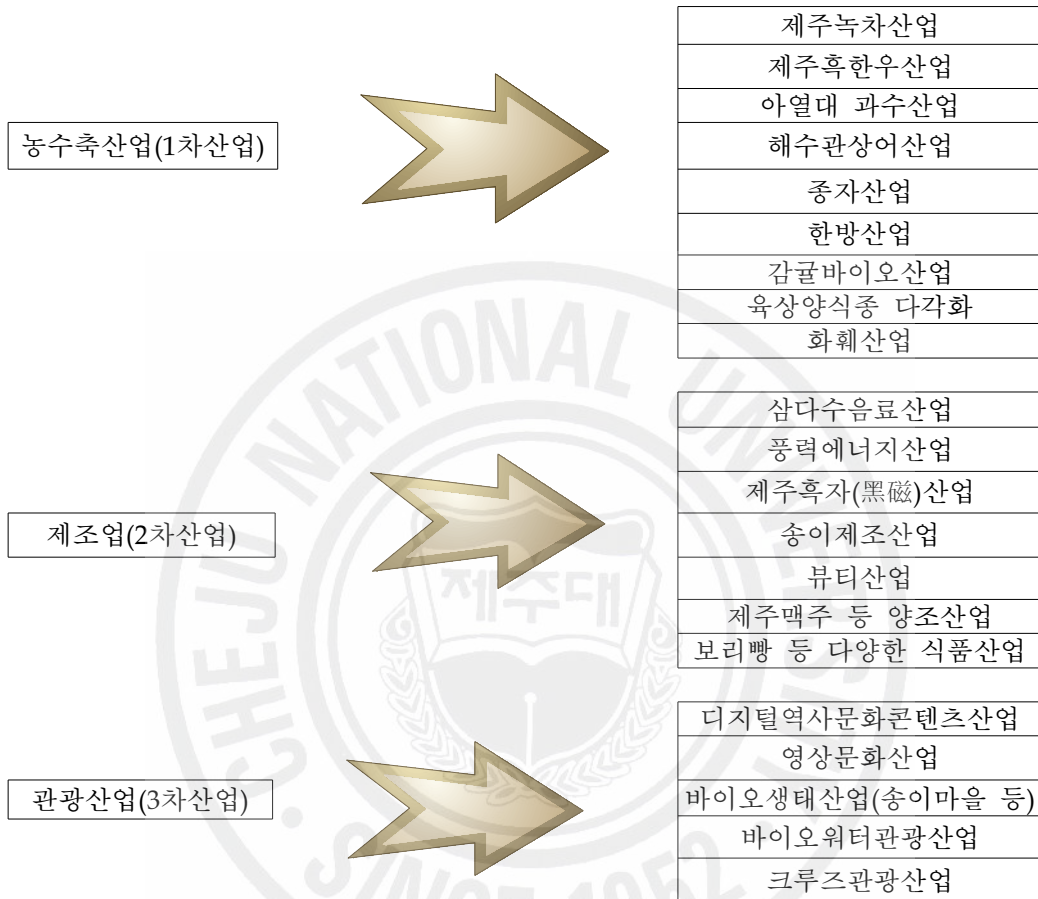 농수축산업(1차산업)
제주녹차산업
제주흑한우산업
아열대 과수산업
해수관상어산업
종자산업
한방산업
감귤바이오산업
육상양식종 다각화
화훼산업
제조업(2차산업)
삼다수음료산업
풍력에너지산업
제주흑자(黑磁)산업
송이제조산업
뷰티산업
제주맥주 등 양조산업
보리빵 등 다양한 식품산업
관광산업(3차산업)
디지털역사문화콘텐츠산업
영상문화산업
바이오생태산업(송이마을 등)
바이오워터관광산업
크루즈관광산업
CHEJU NATIONAL UNIVERSITY
제주대
SINCE 1952